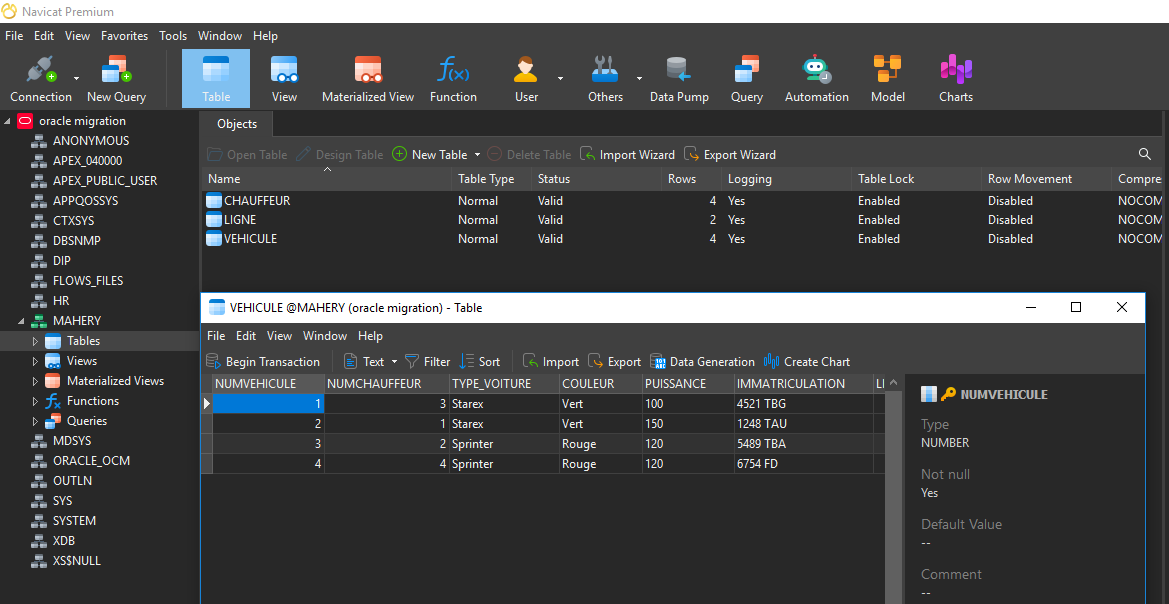 Navicat Premium
File Edit View Favorites Tools Window Help
Connection New Query Table View Materialized View Function User Others Data Pump Query Automation Model Charts
oracle migration
ANONYMOUS
APEX_040000
APEX_PUBLIC_USER
APPQOSSYS
CTXSYS
DBSNMP
DIP
FLOWS_FILES
HR
MAHERY
Tables
Views
Materialized Views
Functions
Queries
MDSYS
ORACLE_OCM
OUTLN
SYS
SYSTEM
XDB
XS$NULL
Objects
Open Table Design Table New Table Delete Table Import Wizard Export Wizard
Name Table Type Status Rows Logging Table Lock Row Movement Compre
CHAUFFEUR Normal Valid 4 Yes Enabled Disabled NOCOM
LIGNE Normal Valid 2 Yes Enabled Disabled NOCOM
VEHICULE Normal Valid 4 Yes Enabled Disabled NOCOM
VEHICULE @MAHERY (oracle migration) - Table
File Edit View Window Help
Begin Transaction Text Filter Sort Import Export Data Generation Create Chart
NUMVEHICULE NUMCHAUFFEUR TYPE_VOITURE COULEUR PUISSANCE IMMATRICULATION LI
1 3 Starex Vert 100 4521 TBG
2 1 Starex Vert 150 1248 TAU
3 2 Sprinter Rouge 120 5489 TBA
4 4 Sprinter Rouge 120 6754 FD
NUMVEHICULE
Type
NUMBER
Not null
Yes
Default Value
--
Comment
--